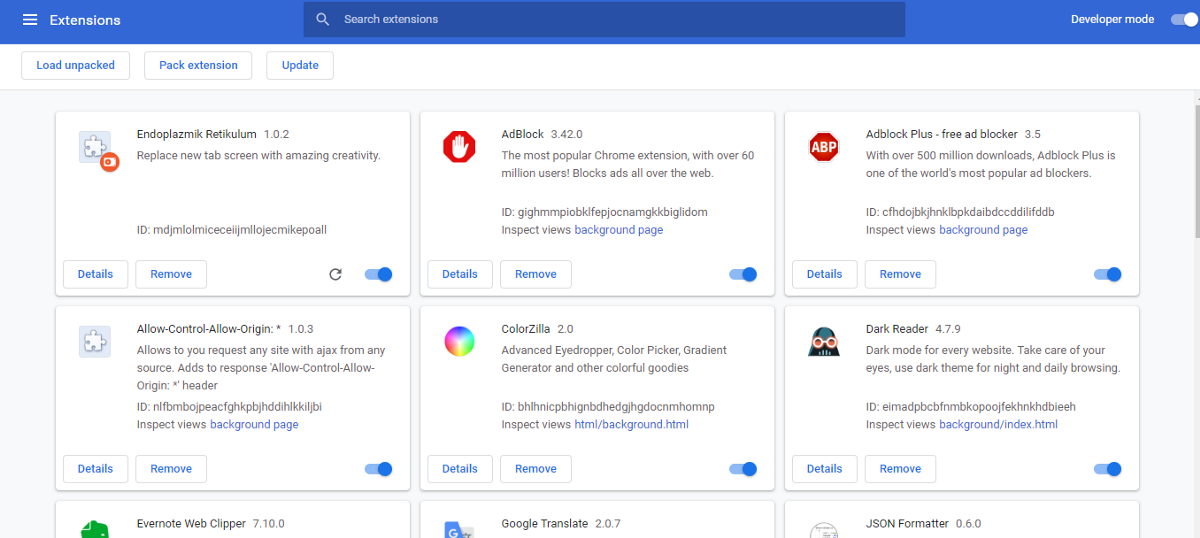 Extensions
Search extensions
Developer mode
Load unpacked
Pack extension
Update
Endoplazmik Retikulum 1.0.2
Replace new tab screen with amazing creativity.
ID: mdjmlolmiceceiijmllojecmikepoall
Details
Remove
AdBlock 3.42.0
The most popular Chrome extension, with over 60
million users! Blocks ads all over the web.
ID: gighmmpiobklfepjocnamgkkbiglidom
Inspect views background page
Details
Remove
ABP
Adblock Plus - free ad blocker 3.5
With over 500 million downloads, Adblock Plus is
one of the world's most popular ad blockers.
ID: cfhdojbkjhnklbpkdaibdccddilifddb
Inspect views background page
Details
Remove
Allow-Control-Allow-Origin: * 1.0.3
Allows to you request any site with ajax from any
source. Adds to response 'Allow-Control-Allow-
Origin: *' header
ID: nlfbmbojpeacfghkpbjhddihlkkiljbi
Inspect views background page
Details
Remove
ColorZilla 2.0
Advanced Eyedropper, Color Picker, Gradient
Generator and other colorful goodies
ID: bhlhnicpbhignbdhedgjhgdocnmhomnp
Inspect views html/background.html
Details
Remove
Dark Reader 4.7.9
Dark mode for every website. Take care of your
eyes, use dark theme for night and daily browsing.
ID: eimadpbcbfnmbkopoojfekhnkhdbieeh
Inspect views background/index.html
Details
Remove
Evernote Web Clipper 7.10.0
G
Google Translate 2.0.7
JSON Formatter 0.6.0